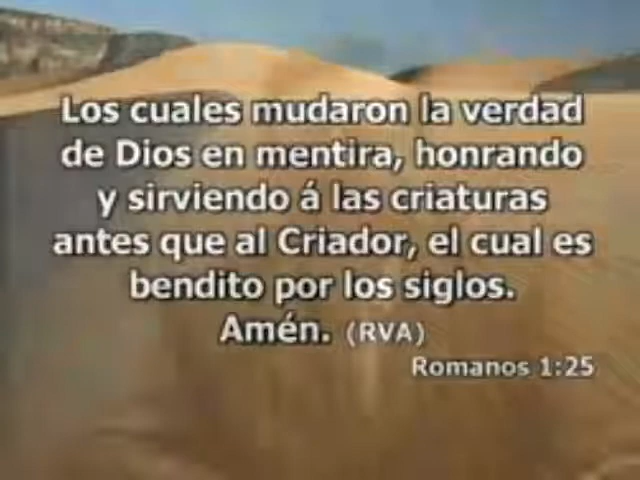 Los cuales mudaron la verdad
de Dios en mentira, honrando
y sirviendo á las criaturas
antes que al Criador, el cual es
bendito por los siglos.
Amén. (RVA)
Romanos 1:25